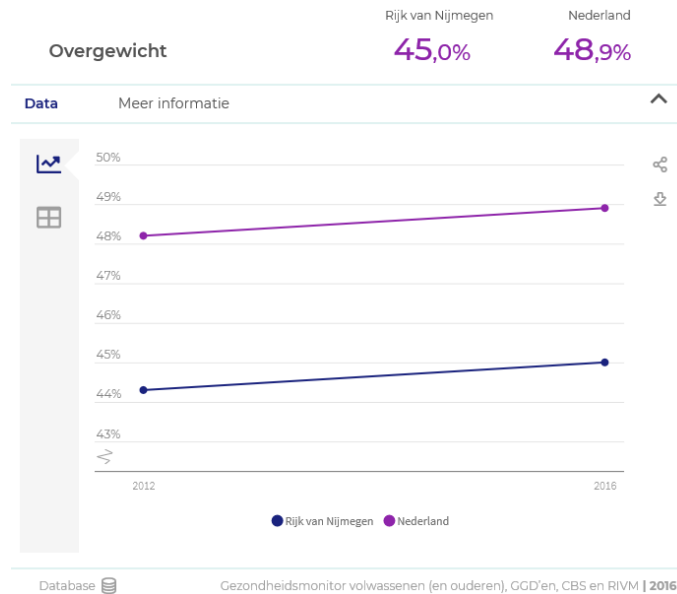 Rijk van Nijmegen Nederland
Overgewicht 45,0% 48,9%
Data Meer informatie
50%
49%
48%
47%
46%
45%
44%
43%
2012 2016
Rijk van Nijmegen Nederland
Database Gezondheidsmonitor volwassenen (en ouderen), GGD'en, CBS en RIVM | 2016